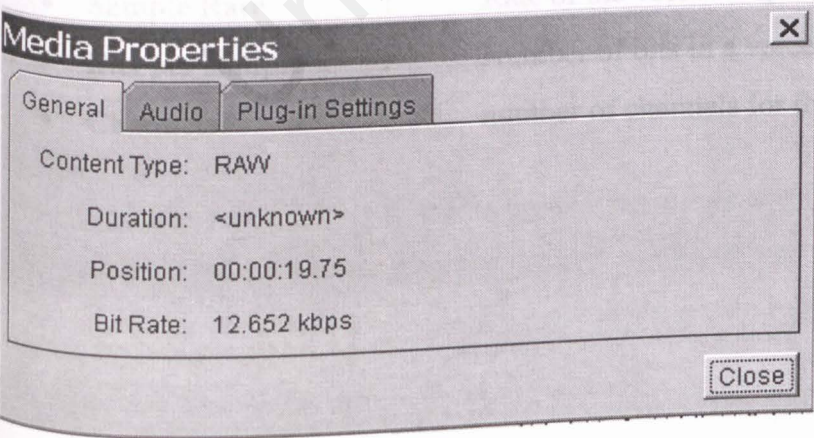 Media Properties
General Audio Plug-in Settings
Content Type: RAW
Duration: <unknown>
Position: 00:00:19.75
Bit Rate: 12.652 kbps
Close